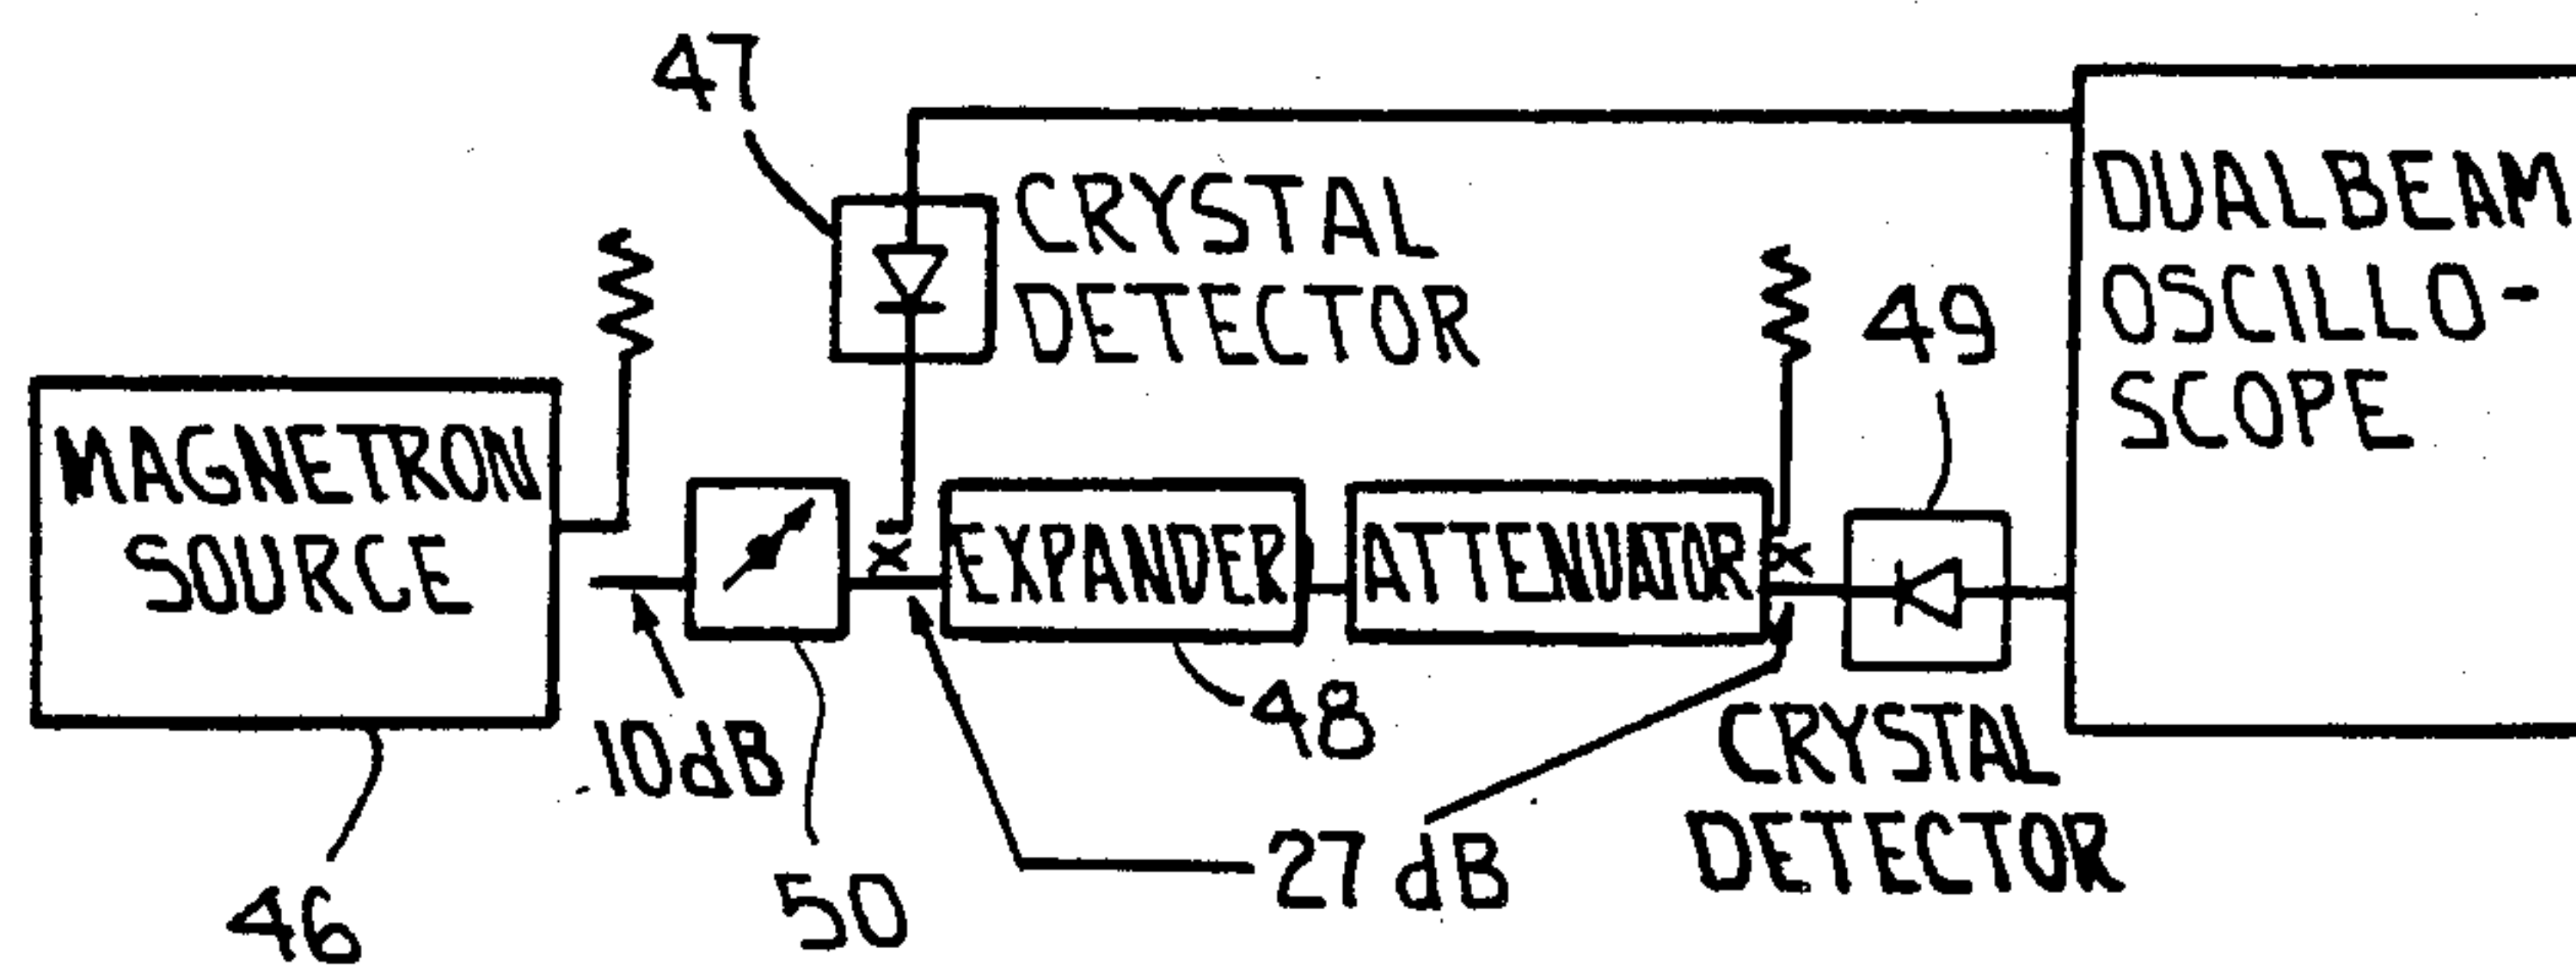 47
CRYSTAL
DETECTOR
DUALBEAM
OSCILLO-
SCOPE
49
MAGNETRON
SOURCE
EXPANDER
ATTENUATOR
10dB
48
27 dB
CRYSTAL
DETECTOR
46
50